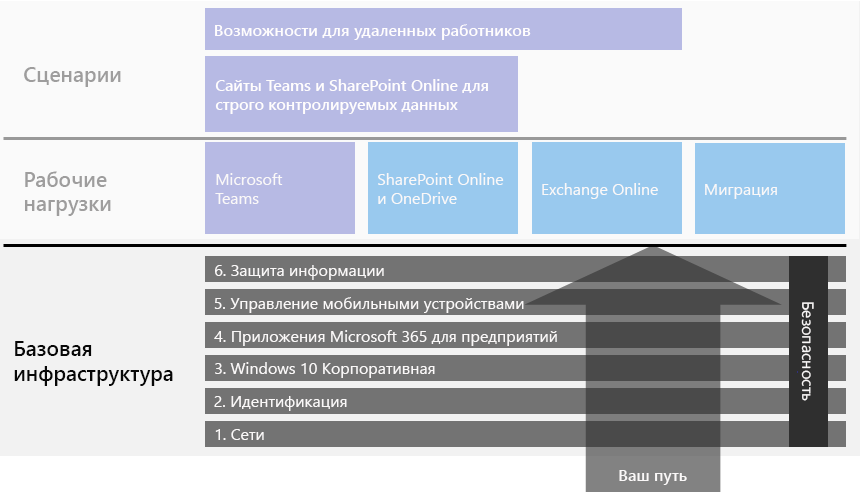 Сценарии
Возможности для удаленных работников
Сайты Teams и SharePoint Online для
строго контролируемых данных
Рабочие
нагрузки
Microsoft
Teams
SharePoint Online
и OneDrive
Exchange Online
Миграция
Базовая
инфраструктура
6. Защита информации
5. Управление мобильными устройствами
4. Приложения Microsoft 365 для предприятий
3. Windows 10 Корпоративная
2. Идентификация
1. Сети
Безопасность
Ваш путь